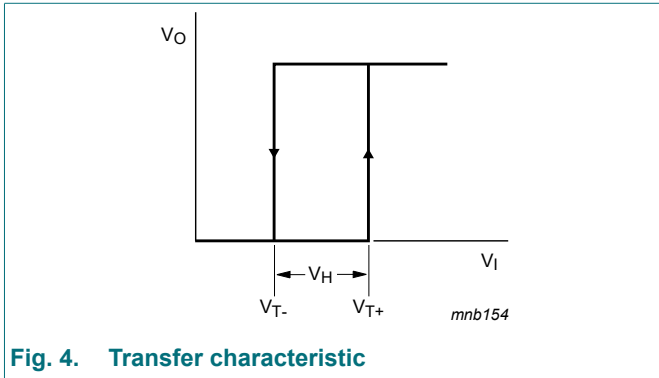 VO
VI
VH
VT-
VT+
mnb154
Fig. 4. Transfer characteristic